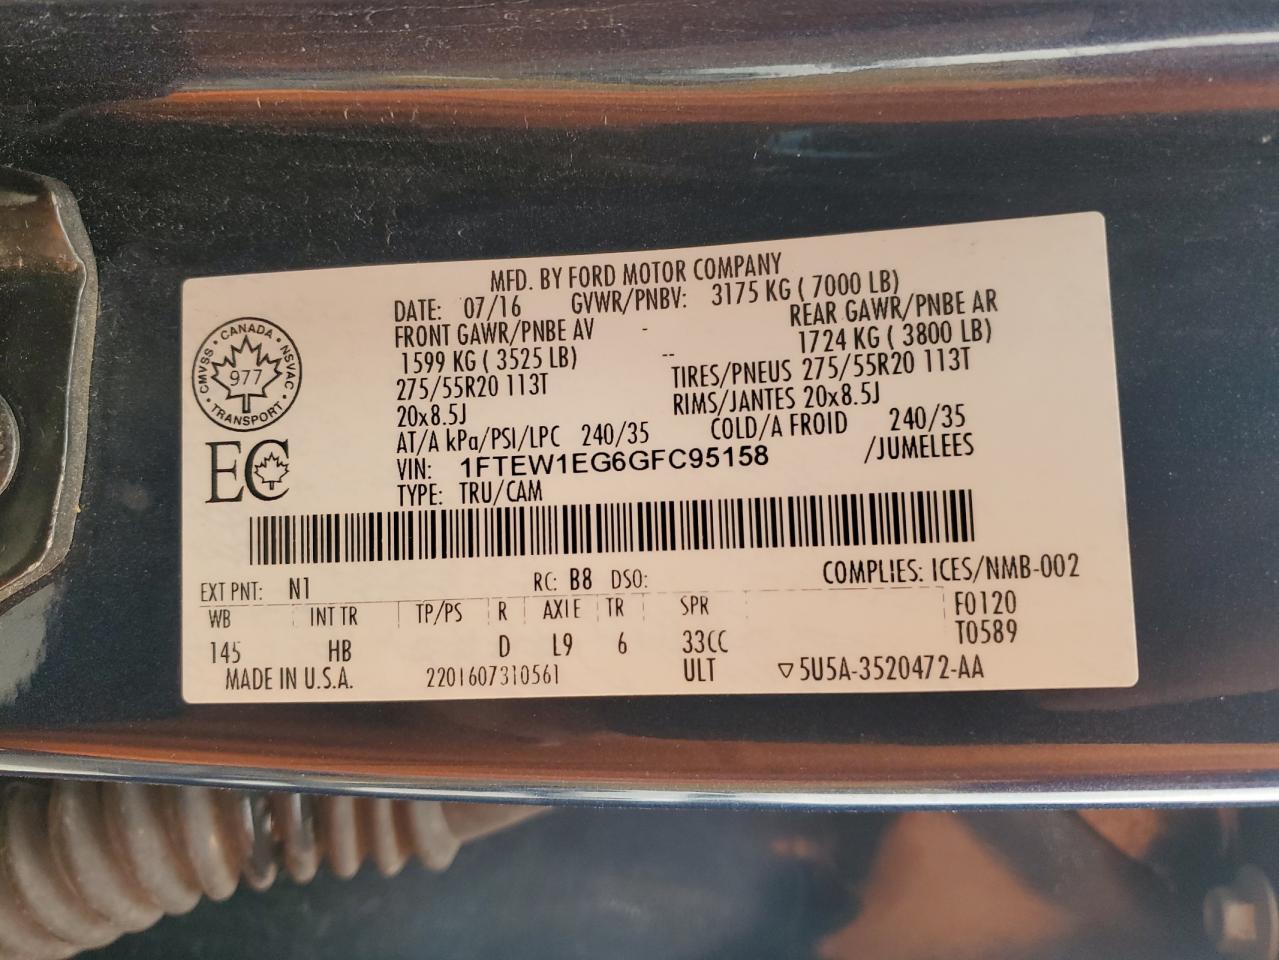 MFD. BY FORD MOTOR COMPANY
DATE: 07/16 GVWR/PNBV: 3175 KG ( 7000 LB)
FRONT GAWR/PNBE AV - REAR GAWR/PNBE AR
1599 KG ( 3525 LB) -- 1724 KG ( 3800 LB)
275/55R20 113T TIRES/PNEUS 275/55R20 113T
20x8.5J RIMS/JANTES 20x8.5J
AT/A kPa/PSI/LPC 240/35 COLD/A FROID 240/35
VIN: 1FTEW1EG6GFC95158 /JUMELEES
TYPE: TRU/CAM
CANADA
CMVSS NSVAC
977
TRANSPORT
EC
EXT PNT: N1 RC: B8 DSO: COMPLIES: ICES/NMB-002
WB INT TR TP/PS R AXIE TR SPR F0120
T0589
145 HB D L9 6 33CC
MADE IN U.S.A. 2201607310561 ULT ▽5U5A-3520472-AA